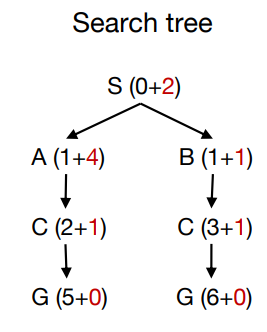 Search tree
S (0+2)
A (1+4) B (1+1)
C (2+1) C (3+1)
G (5+0) G (6+0)